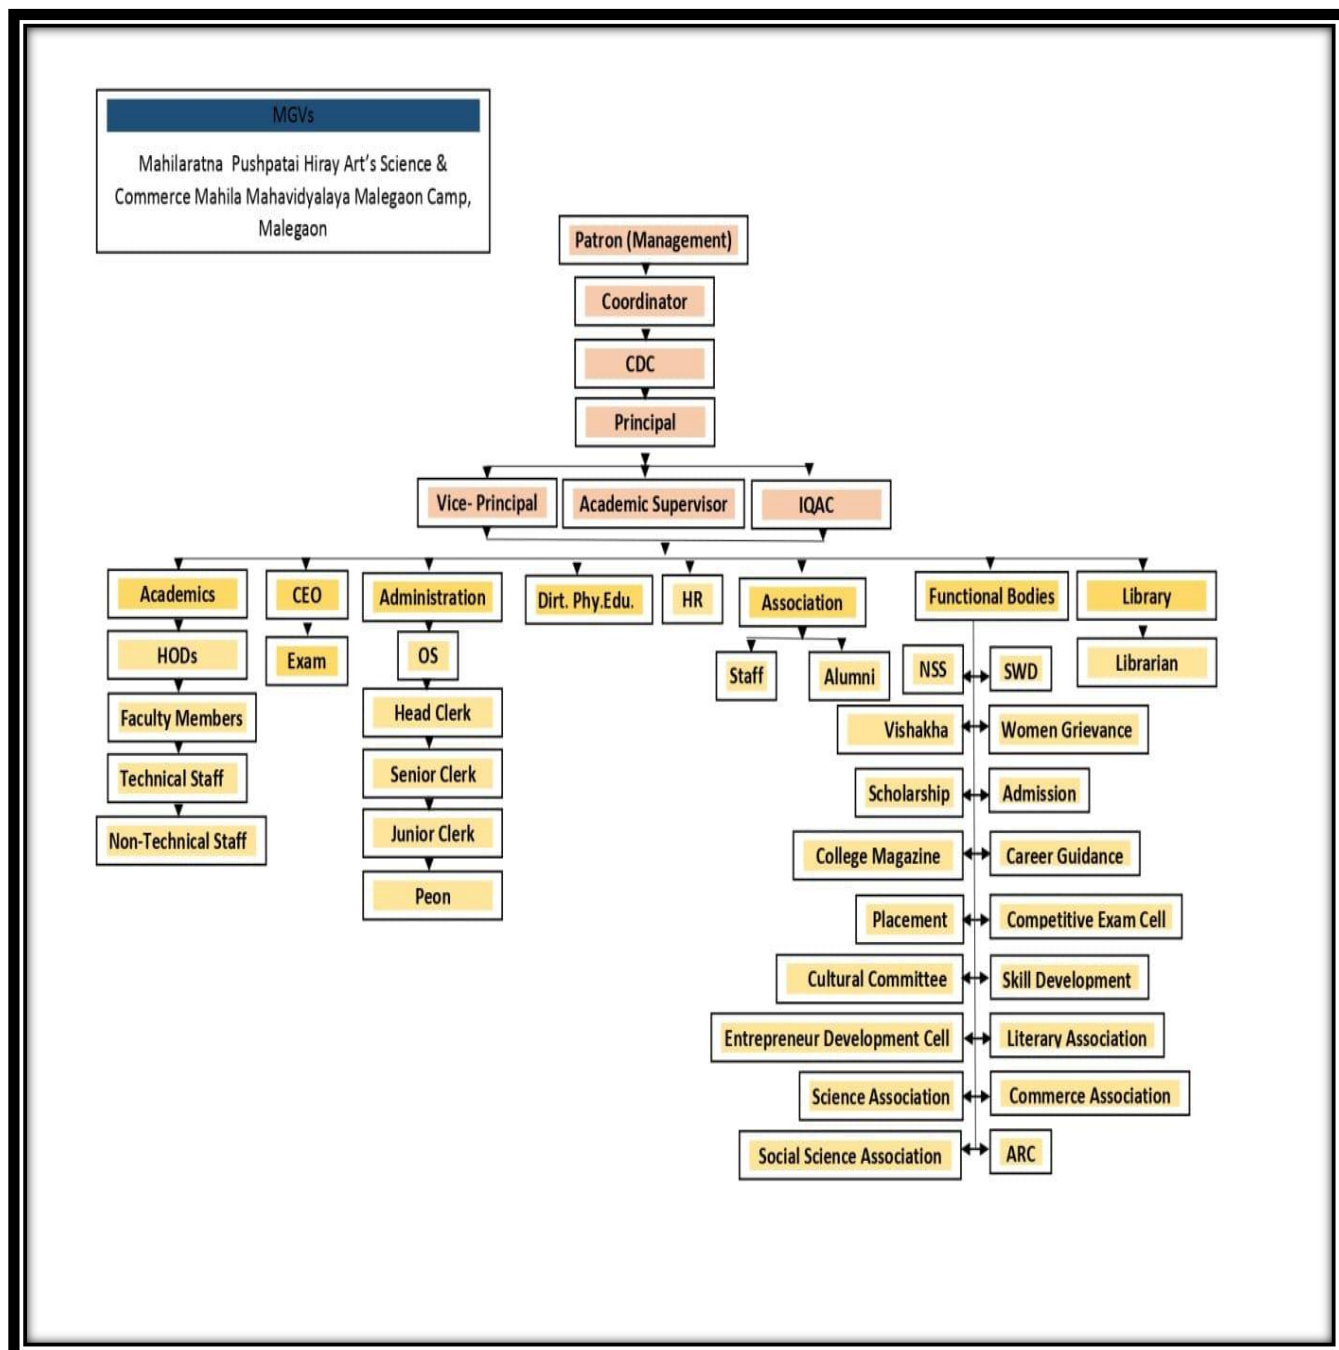 MGVs
Mahilaratna Pushpatai Hiray Art's Science &
Commerce Mahila Mahavidyalaya Malegaon Camp,
Malegaon
Patron (Management)
Coordinator
CDC
Principal
Vice- Principal
Academic Supervisor
IQAC
Academics
CEO
Administration
Dirt. Phy.Edu.
HR
Association
Functional Bodies
Library
HODs
Faculty Members
Technical Staff
Non-Technical Staff
Exam
OS
Head Clerk
Senior Clerk
Junior Clerk
Peon
Staff
Alumni
NSS
SWD
Vishakha
Women Grievance
Scholarship
Admission
College Magazine
Career Guidance
Placement
Competitive Exam Cell
Cultural Committee
Skill Development
Entrepreneur Development Cell
Literary Association
Science Association
Commerce Association
Social Science Association
ARC
Librarian